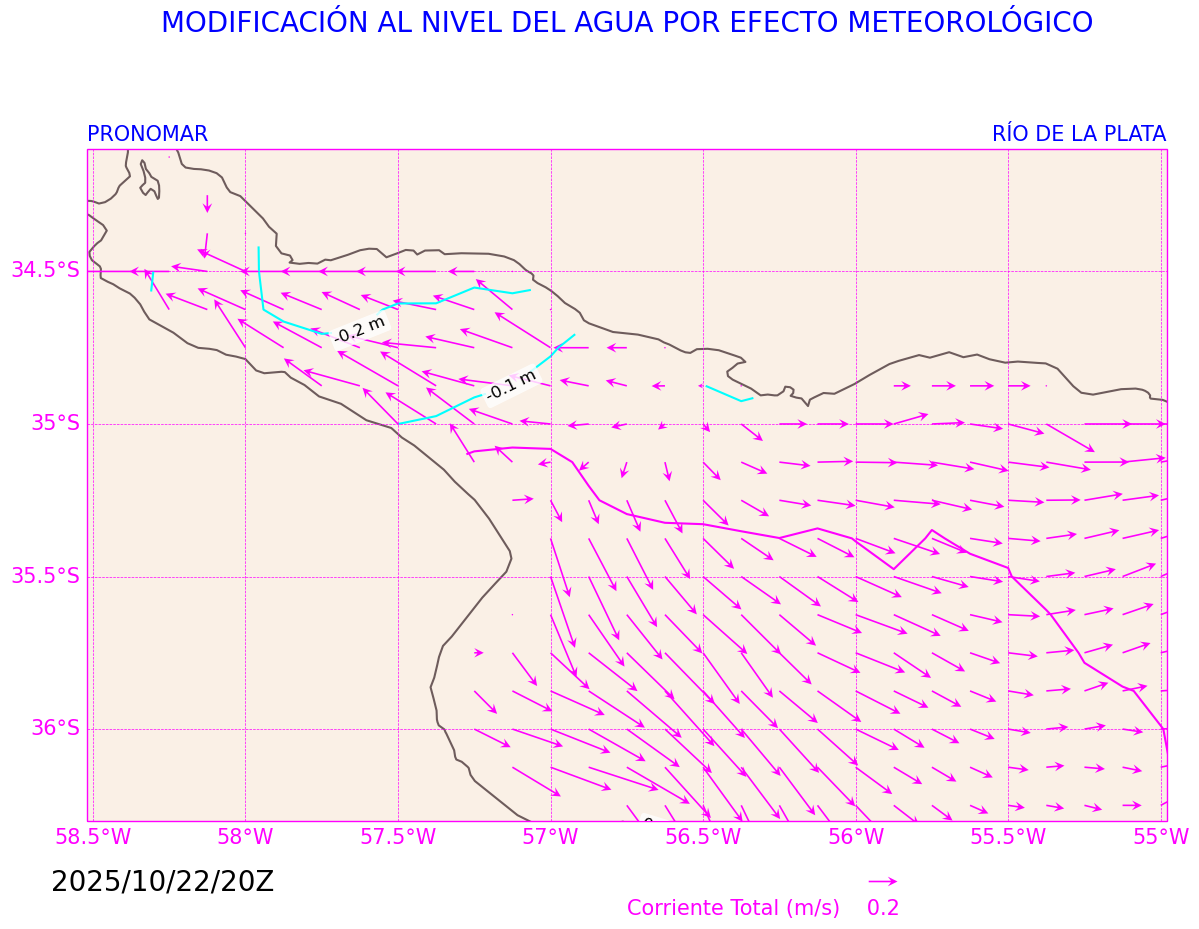 MODIFICACIÓN AL NIVEL DEL AGUA POR EFECTO METEOROLÓGICO
PRONOMAR
RÍO DE LA PLATA
34.5°S
-0.2 m
-0.1 m
35°S
35.5°S
36°S
58.5°W 58°W 57.5°W 57°W 56.5°W 56°W 55.5°W 55°W
2025/10/22/20Z
Corriente Total (m/s) 0.2